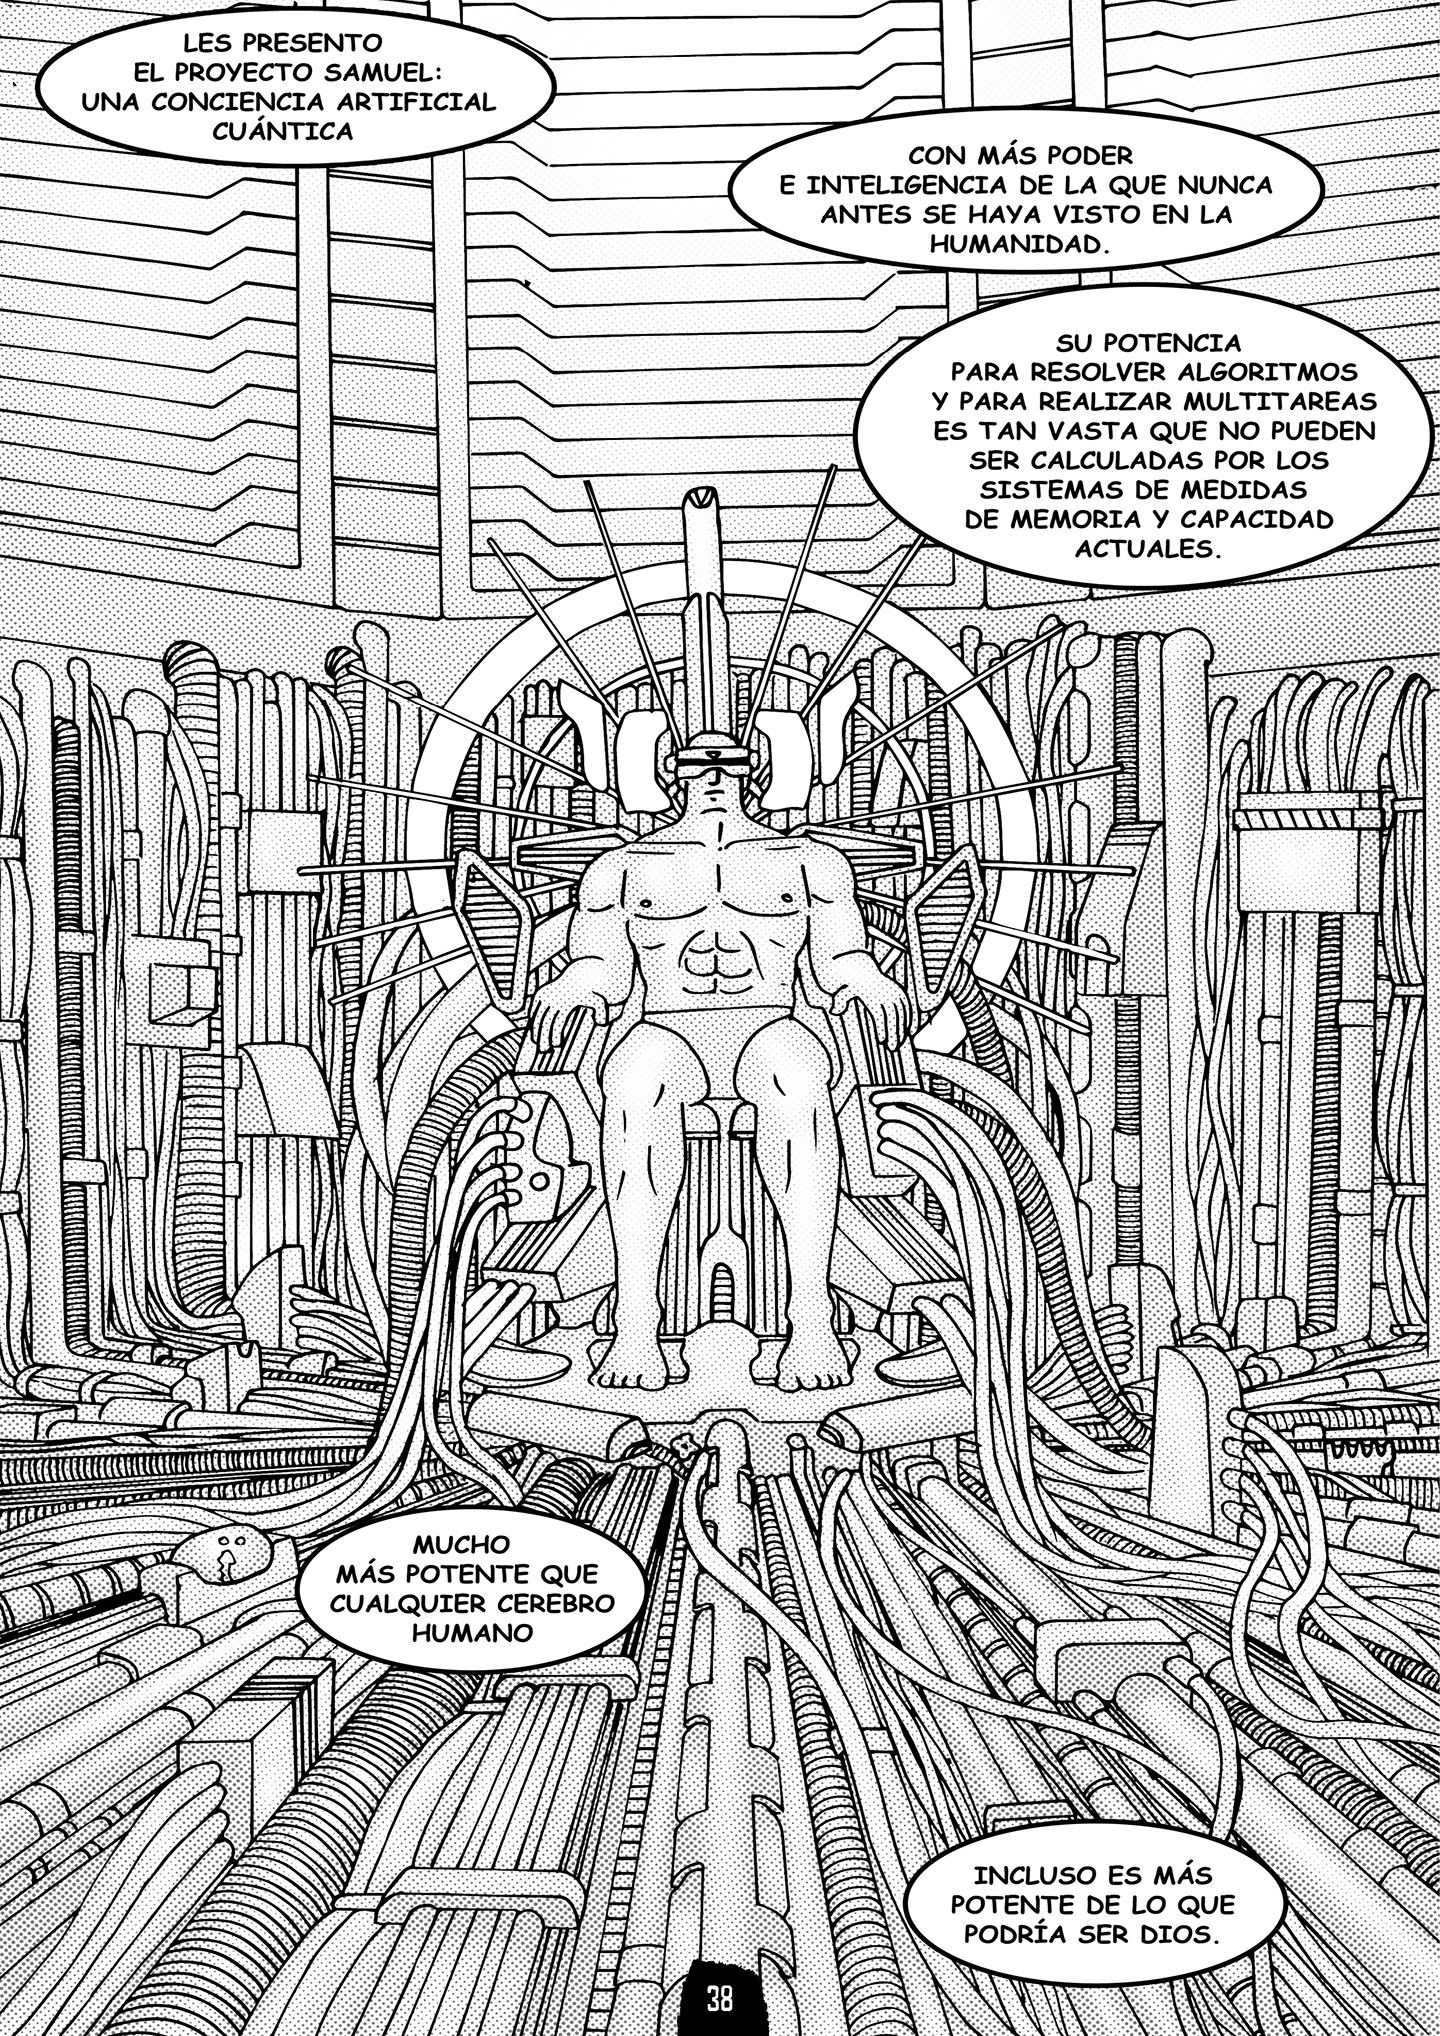 LES PRESENTO
EL PROYECTO SAMUEL:
UNA CONCIENCIA ARTIFICIAL
CUÁNTICA
CON MÁS PODER
E INTELIGENCIA DE LA QUE NUNCA
ANTES SE HAYA VISTO EN LA
HUMANIDAD.
SU POTENCIA
PARA RESOLVER ALGORITMOS
Y PARA REALIZAR MULTITAREAS
ES TAN VASTA QUE NO PUEDEN
SER CALCULADAS POR LOS
SISTEMAS DE MEDIDAS
DE MEMORIA Y CAPACIDAD
ACTUALES.
MUCHO
MÁS POTENTE QUE
CUALQUIER CEREBRO
HUMANO
INCLUSO ES MÁS
POTENTE DE LO QUE
PODRÍA SER DIOS.
38